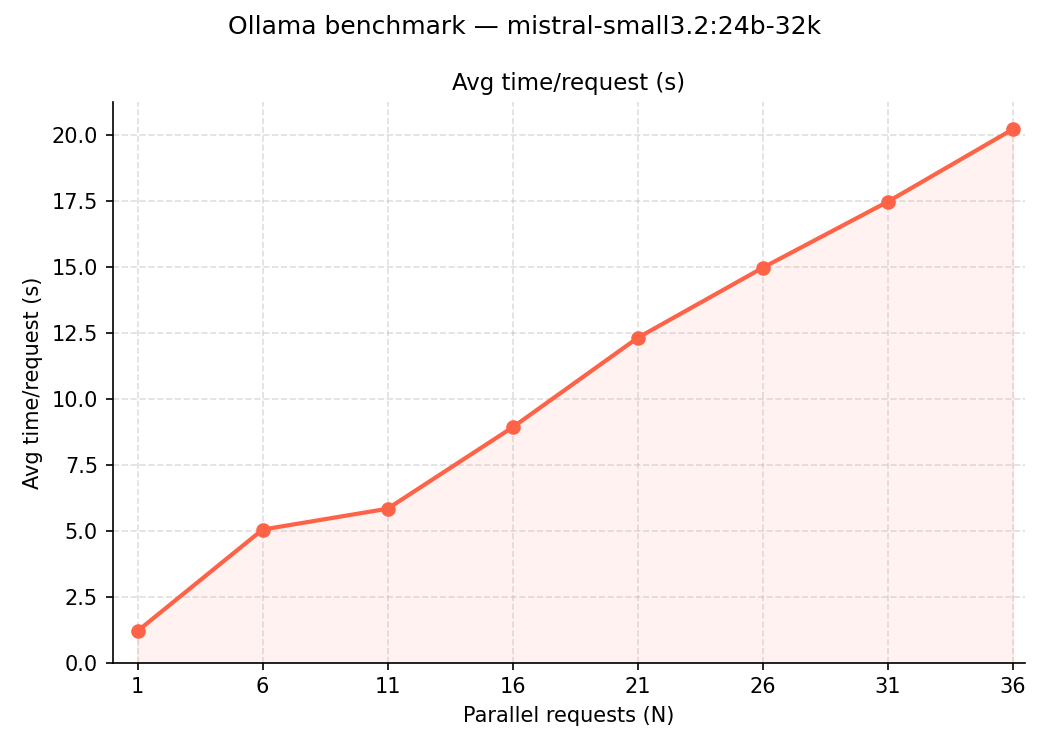 Ollama benchmark — mistral-small3.2:24b-32k
Avg time/request (s)
Avg time/request (s)
20.0
17.5
15.0
12.5
10.0
7.5
5.0
2.5
0.0
1 6 11 16 21 26 31 36
Parallel requests (N)